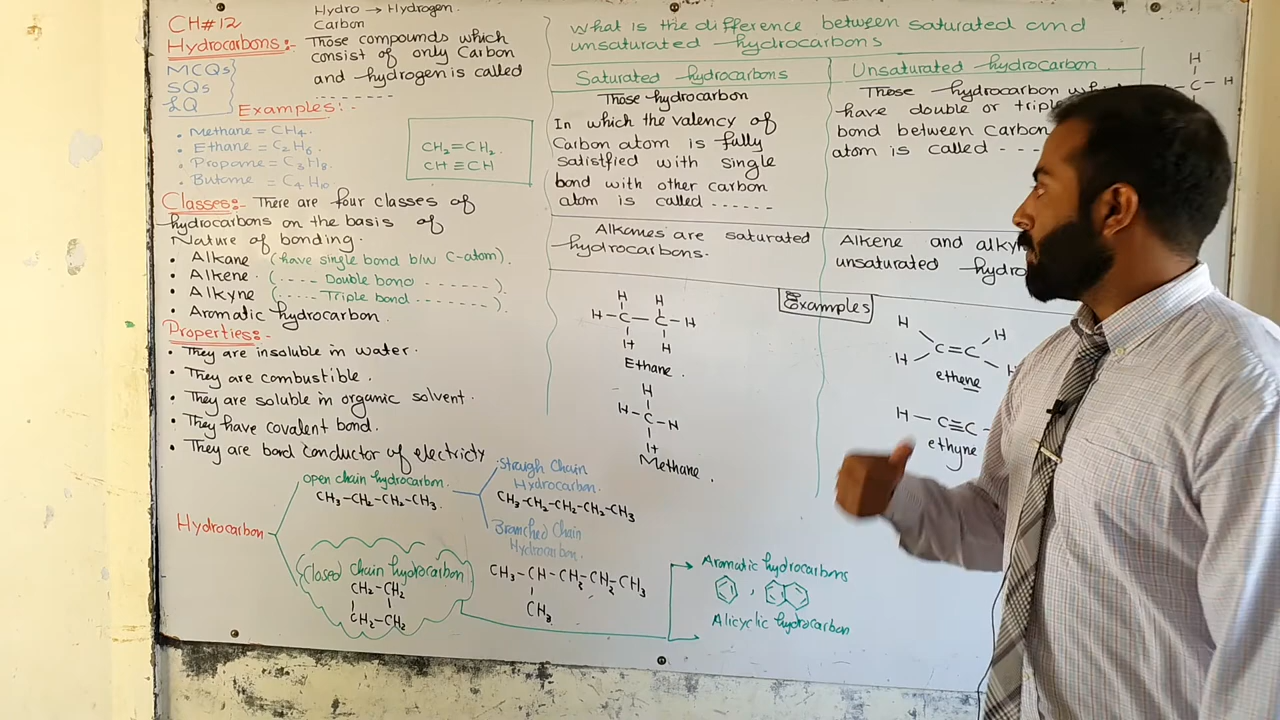 CH#12
Hydrocarbons:-
MCQs
SQs
LQ
Hydro → Hydrogen.
Carbon
Those compounds which
consist of only Carbon
and hydrogen is called
--------
Examples:-
• Methane = CH4.
• Ethane = C2H6.
• Propane = C3H8.
• Butane = C4H10
CH2=CH2.
CH≡CH
Classes:- There are four classes of
hydrocarbons on the basis of
Nature of bonding.
• Alkane (have single bond b/w C-atom).
• Alkene (---- Double bond ------).
• Alkyne (---- Triple bond ------).
• Aromatic hydrocarbon.
Properties:-
• They are insoluble in water.
• They are combustible.
• They are soluble in organic solvent.
• They have covalent bond.
• They are bad conductor of electricty
Hydrocarbon
open chain hydrocarbon.
CH3-CH2-CH2-CH3.
Straigh Chain
Hydrocarbon.
CH3-CH2-CH2-CH2-CH3
Branched Chain
Hydrocarbon.
CH3-CH-CH2-CH2-CH3
CH3
Closed chain hydrocarbon
CH2-CH2
CH2-CH2
Aromatic hydrocarbons
,
Alicyclic hydrocarbon
What is the difference between saturated and
unsaturated hydrocarbons
Saturated hydrocarbons
Those hydrocarbon
In which the valency of
Carbon atom is fully
satistfied with single
bond with other carbon
atom is called ------
Alkanes are saturated
hydrocarbons.
Unsaturated hydrocarbon.
These hydrocarbon
have double or
bond between Carbon
atom is called ---
Alkene and
unsaturated
Examples
H H
H-C-C-H
H H
Ethane.
H
H-C-H
H
Methane.
H H
C=C
H H
ethene
H-C≡C-
ethyne
H
C-H